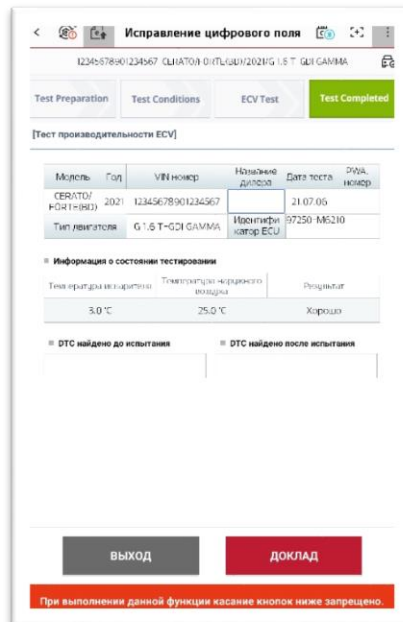 Исправление цифрового поля
12345678901234567 CERATO/FORTE(BD)/2021/G 1.6 T-GDI GAMMA
Test Preparation
Test Conditions
ECV Test
Test Completed
[Тест производительности ECV]
Модель Год VIN номер Название дилера Дата теста PWA. номер
CERATO/FORTE(BD) 2021 12345678901234567 21.07.06
Тип двигателя G 1.6 T-GDI GAMMA Идентификатор ECU 97250-M6210
Информация о состоянии тестировании
Температура испарителя Температура наружного воздуха Результат
3.0 °C 25.0 °C Хорошо
DTC найдено до испытания DTC найдено после испытания
ВЫХОД
ДОКЛАД
При выполнении данной функции касание кнопок ниже запрещено.